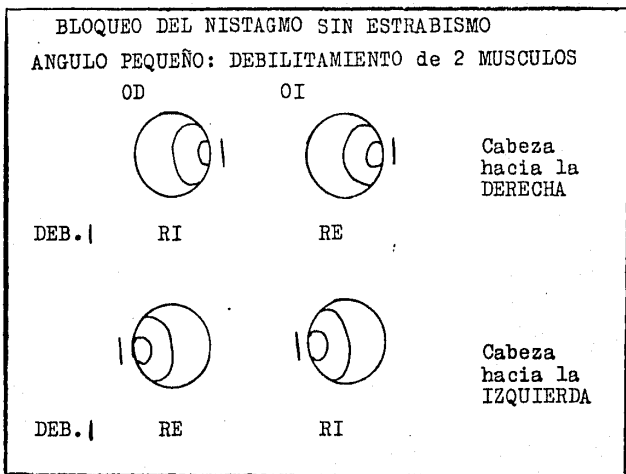 BLOQUEO DEL NISTAGMO SIN ESTRABISMO
ANGULO PEQUEÑO: DEBILITAMIENTO de 2 MUSCULOS
OD OI
Cabeza
hacia la
DERECHA
DEB.| RI RE
Cabeza
hacia la
IZQUIERDA
DEB.| RE RI